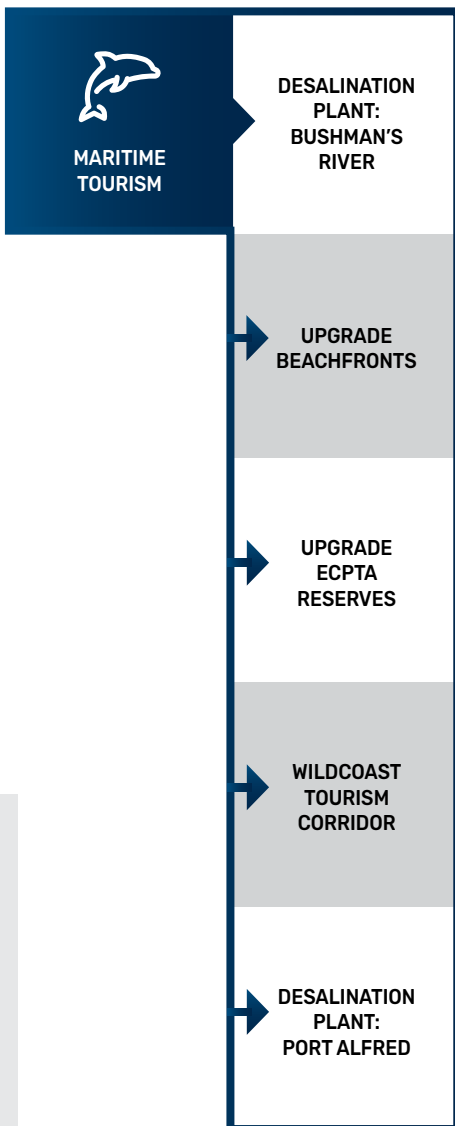 MARITIME
TOURISM
DESALINATION
PLANT:
BUSHMAN'S
RIVER
UPGRADE
BEACHFRONTS
UPGRADE
ECPTA
RESERVES
WILDCOAST
TOURISM
CORRIDOR
DESALINATION
PLANT:
PORT ALFRED